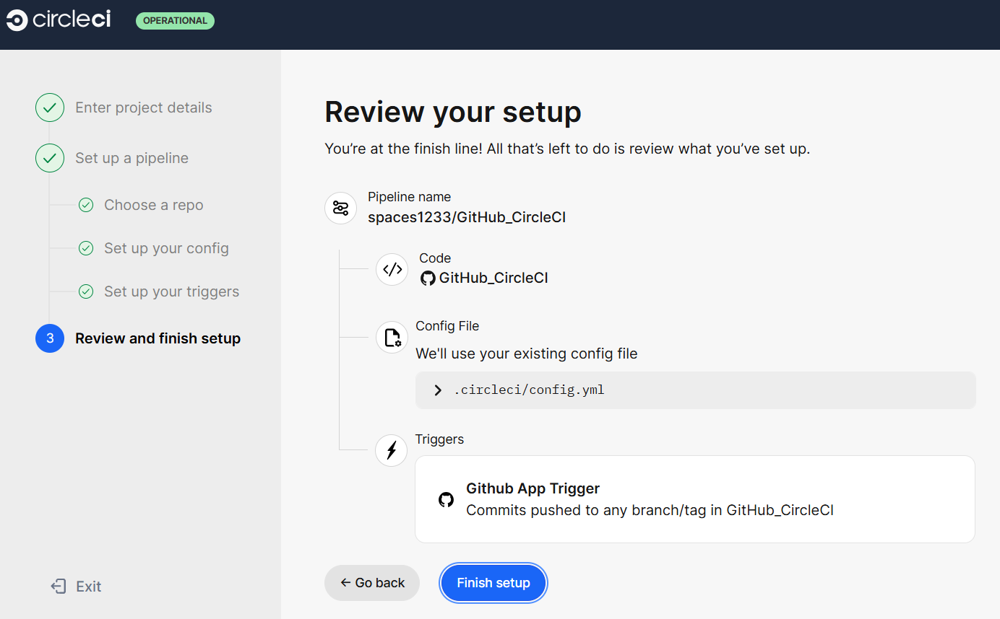 circleci
OPERATIONAL
Enter project details
Set up a pipeline
Choose a repo
Set up your config
Set up your triggers
3
Review and finish setup
Exit
Review your setup
You’re at the finish line! All that’s left to do is review what you’ve set up.
Pipeline name
spaces1233/GitHub_CircleCI
Code
GitHub_CircleCI
Config File
We'll use your existing config file
.circleci/config.yml
Triggers
Github App Trigger
Commits pushed to any branch/tag in GitHub_CircleCI
← Go back
Finish setup